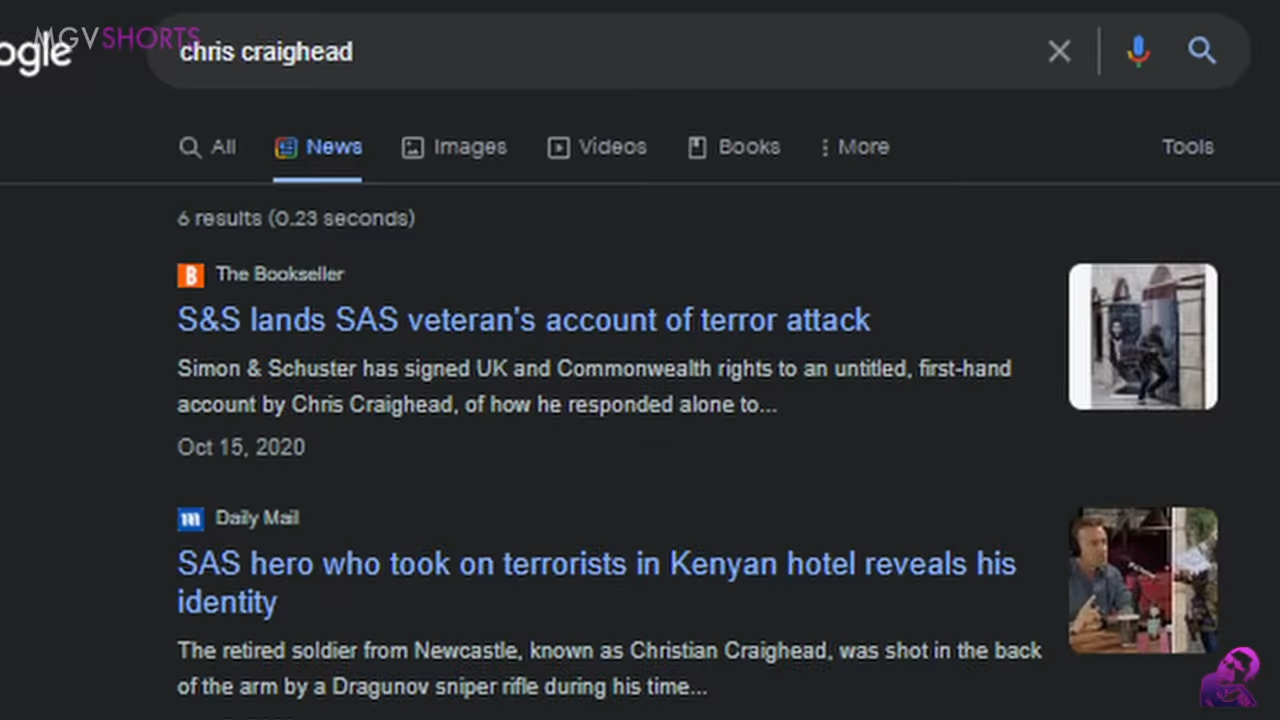 MGVSHORTS
ogle
chris craighead
All News Images Videos Books More Tools
6 results (0.23 seconds)
B The Bookseller
S&S lands SAS veteran's account of terror attack
Simon & Schuster has signed UK and Commonwealth rights to an untitled, first-hand
account by Chris Craighead, of how he responded alone to...
Oct 15, 2020
m Daily Mail
SAS hero who took on terrorists in Kenyan hotel reveals his
identity
The retired soldier from Newcastle, known as Christian Craighead, was shot in the back
of the arm by a Dragunov sniper rifle during his time...